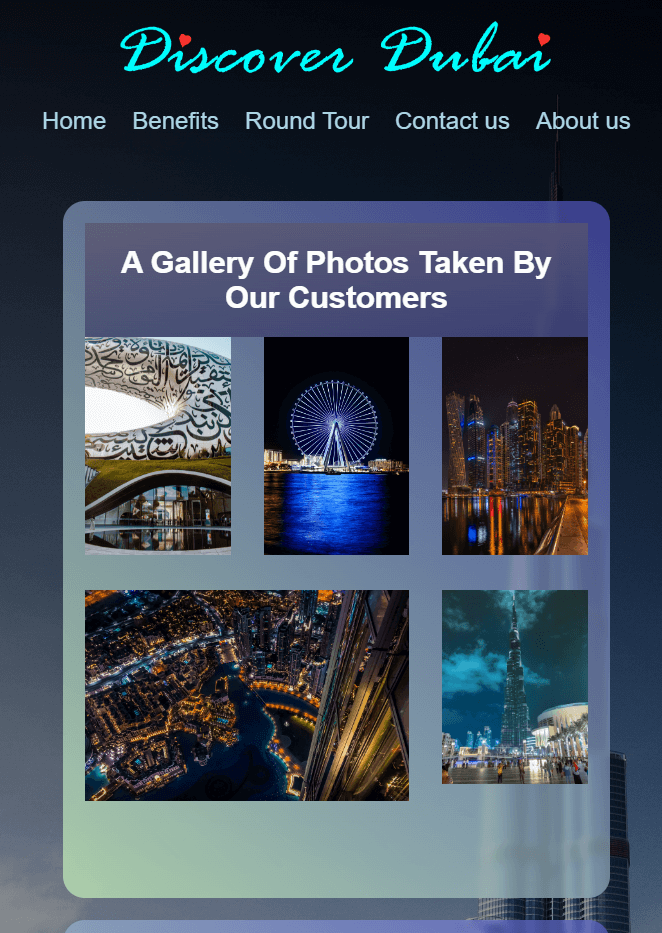 Discover Dubai
Home Benefits Round Tour Contact us About us
A Gallery Of Photos Taken By
Our Customers